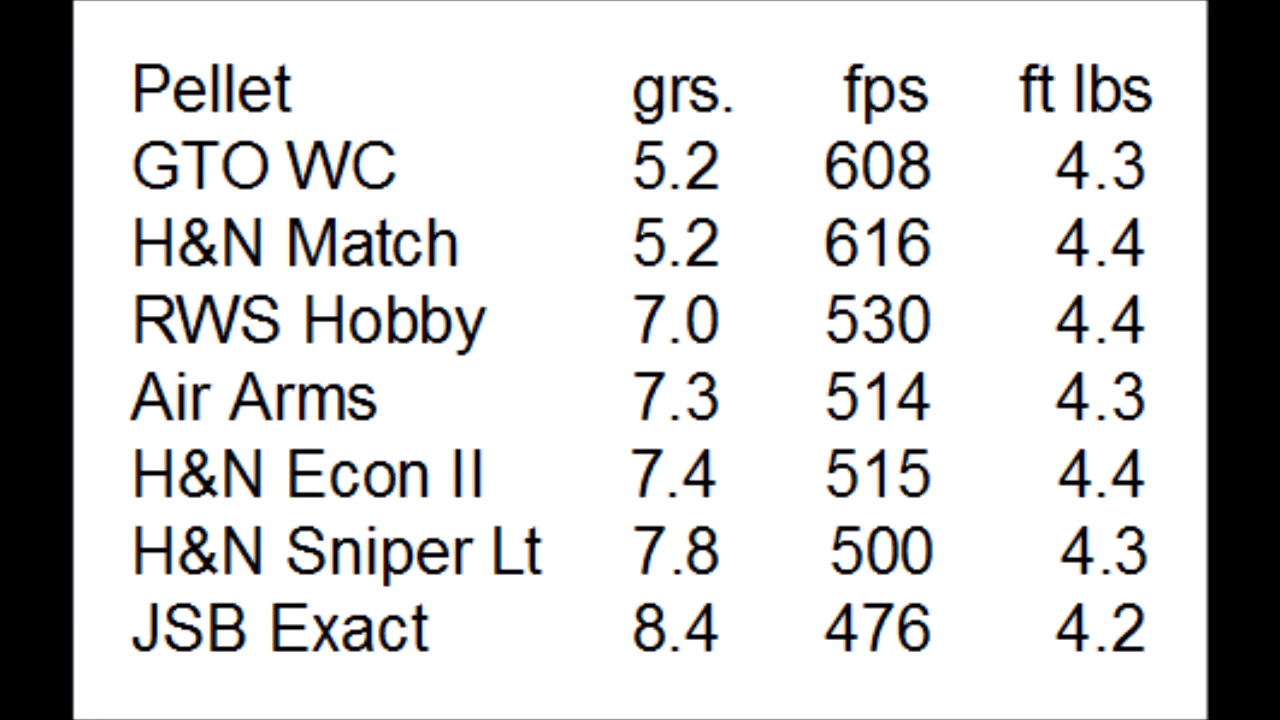 Pellet grs. fps ft lbs
GTO WC 5.2 608 4.3
H&N Match 5.2 616 4.4
RWS Hobby 7.0 530 4.4
Air Arms 7.3 514 4.3
H&N Econ II 7.4 515 4.4
H&N Sniper Lt 7.8 500 4.3
JSB Exact 8.4 476 4.2